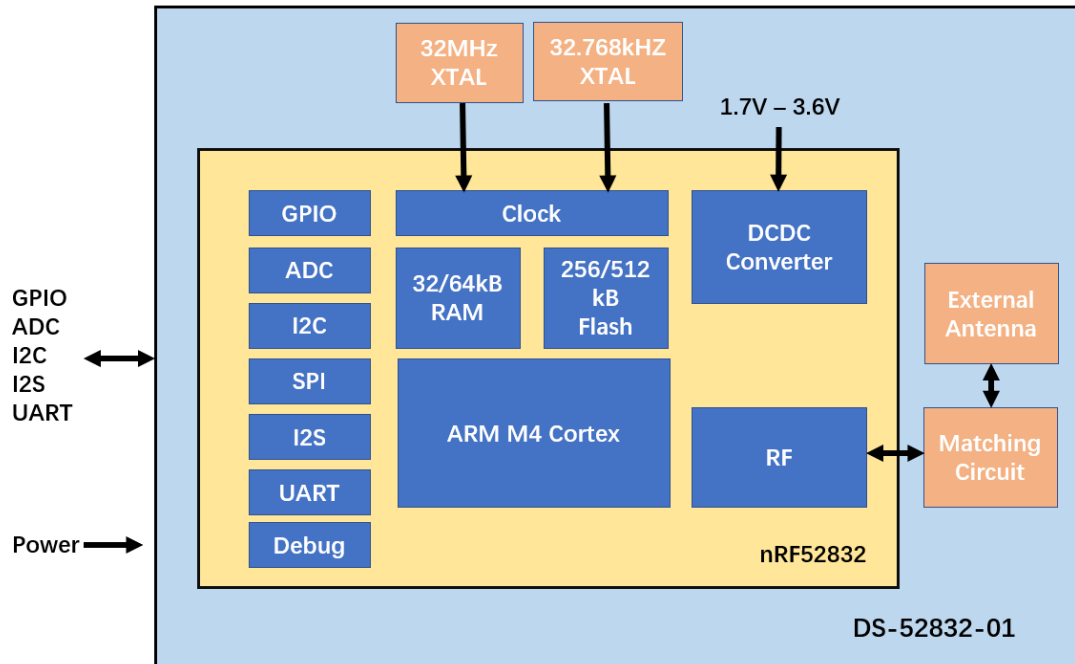 32MHz
XTAL
32.768kHZ
XTAL
1.7V – 3.6V
GPIO
Clock
DCDC
Converter
ADC
32/64kB
RAM
256/512
kB
Flash
I2C
SPI
I2S
UART
Debug
ARM M4 Cortex
RF
nRF52832
External
Antenna
Matching
Circuit
GPIO
ADC
I2C
I2S
UART
Power
DS-52832-01